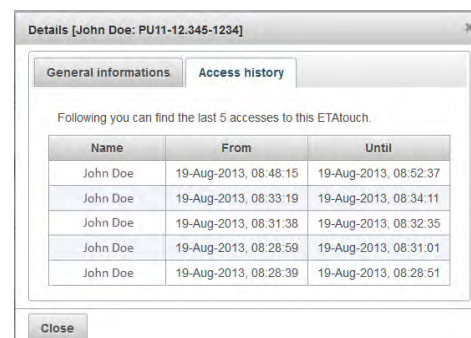 Details [John Doe: PU11-12.345-1234]
General informations Access history
Following you can find the last 5 accesses to this ETAtouch.
Name From Until
John Doe 19-Aug-2013, 08:48:15 19-Aug-2013, 08:52:37
John Doe 19-Aug-2013, 08:33:19 19-Aug-2013, 08:34:11
John Doe 19-Aug-2013, 08:31:38 19-Aug-2013, 08:32:35
John Doe 19-Aug-2013, 08:28:59 19-Aug-2013, 08:31:01
John Doe 19-Aug-2013, 08:28:39 19-Aug-2013, 08:28:51
Close